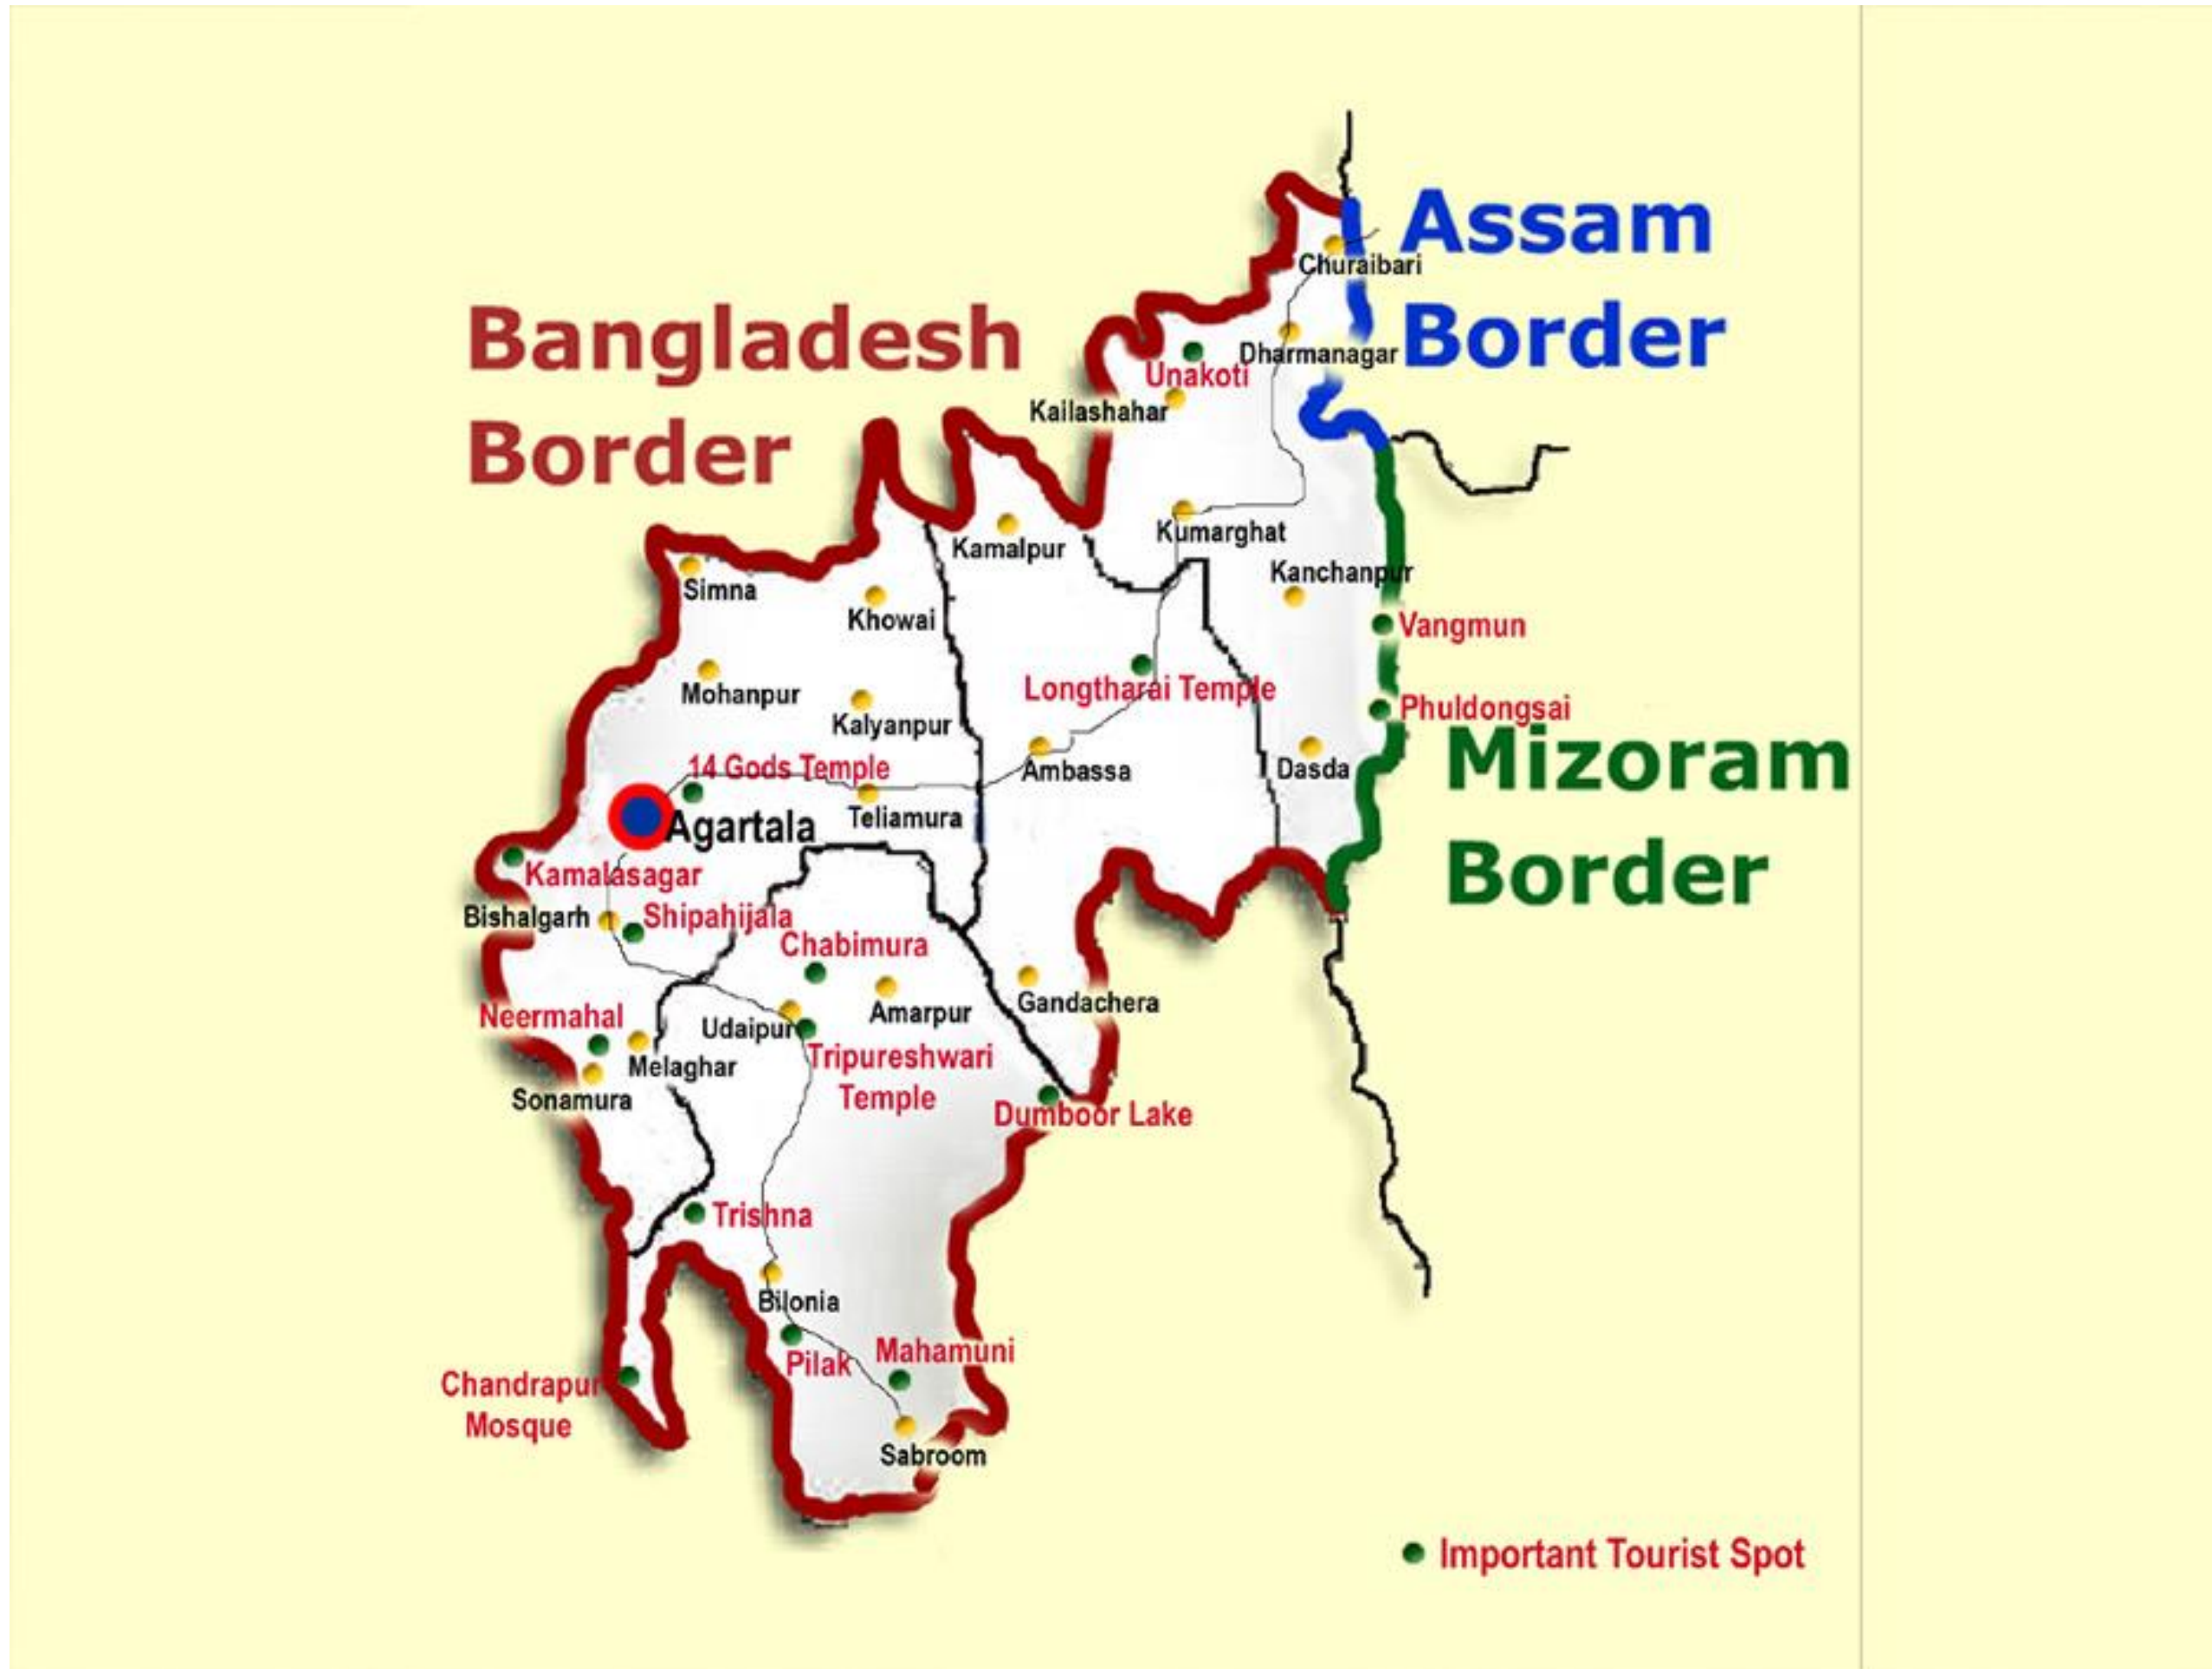 Assam
Border
Churaibari
Bangladesh
Border
Dharmanagar
Unakoti
Kailashahar
Kumarghat
Kamalpur
Kanchanpur
Simna
Khowai
Vangmun
Mohanpur
Longtharai Temple
Phuldongsai
Kalyanpur
Mizoram
Border
14 Gods Temple
Ambassa
Dasda
Agartala
Teliamura
Kamalasagar
Bishalgarh
Shipahijala
Chabimura
Gandachera
Amarpur
Neermahal
Udaipur
Melaghar
Tripureshwari
Temple
Sonamura
Dumboor Lake
Trishna
Bilonia
Mahamuni
Pilak
Chandrapur
Mosque
Sabroom
Important Tourist Spot